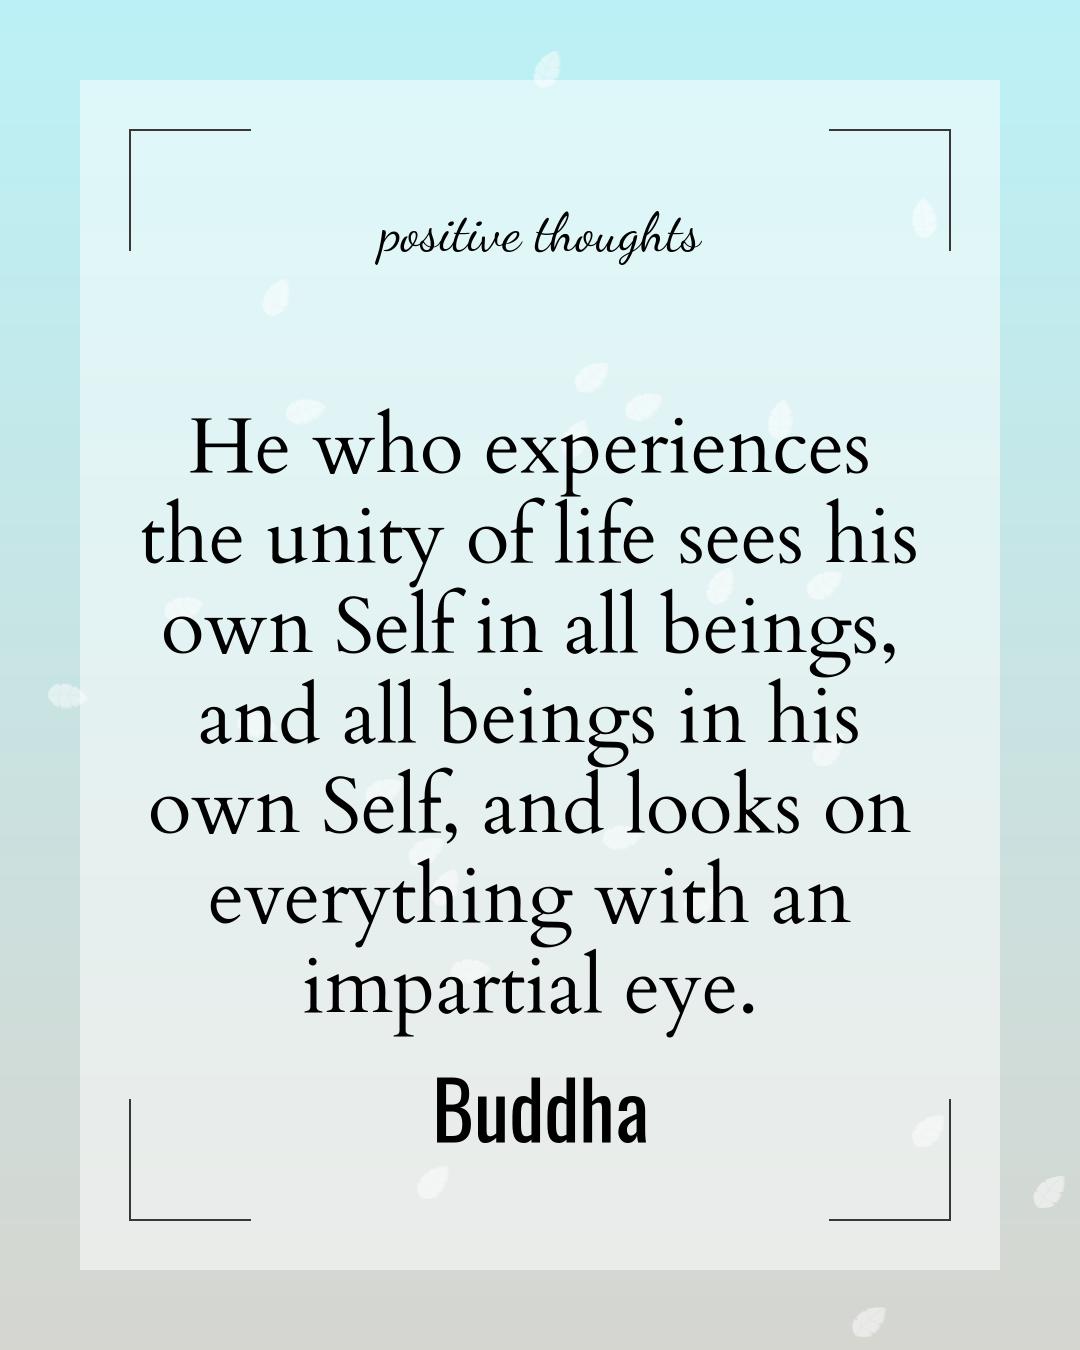 positive thoughts
He who experiences
the unity of life sees his
own Self in all beings,
and all beings in his
own Self, and looks on
everything with an
impartial eye.
Buddha